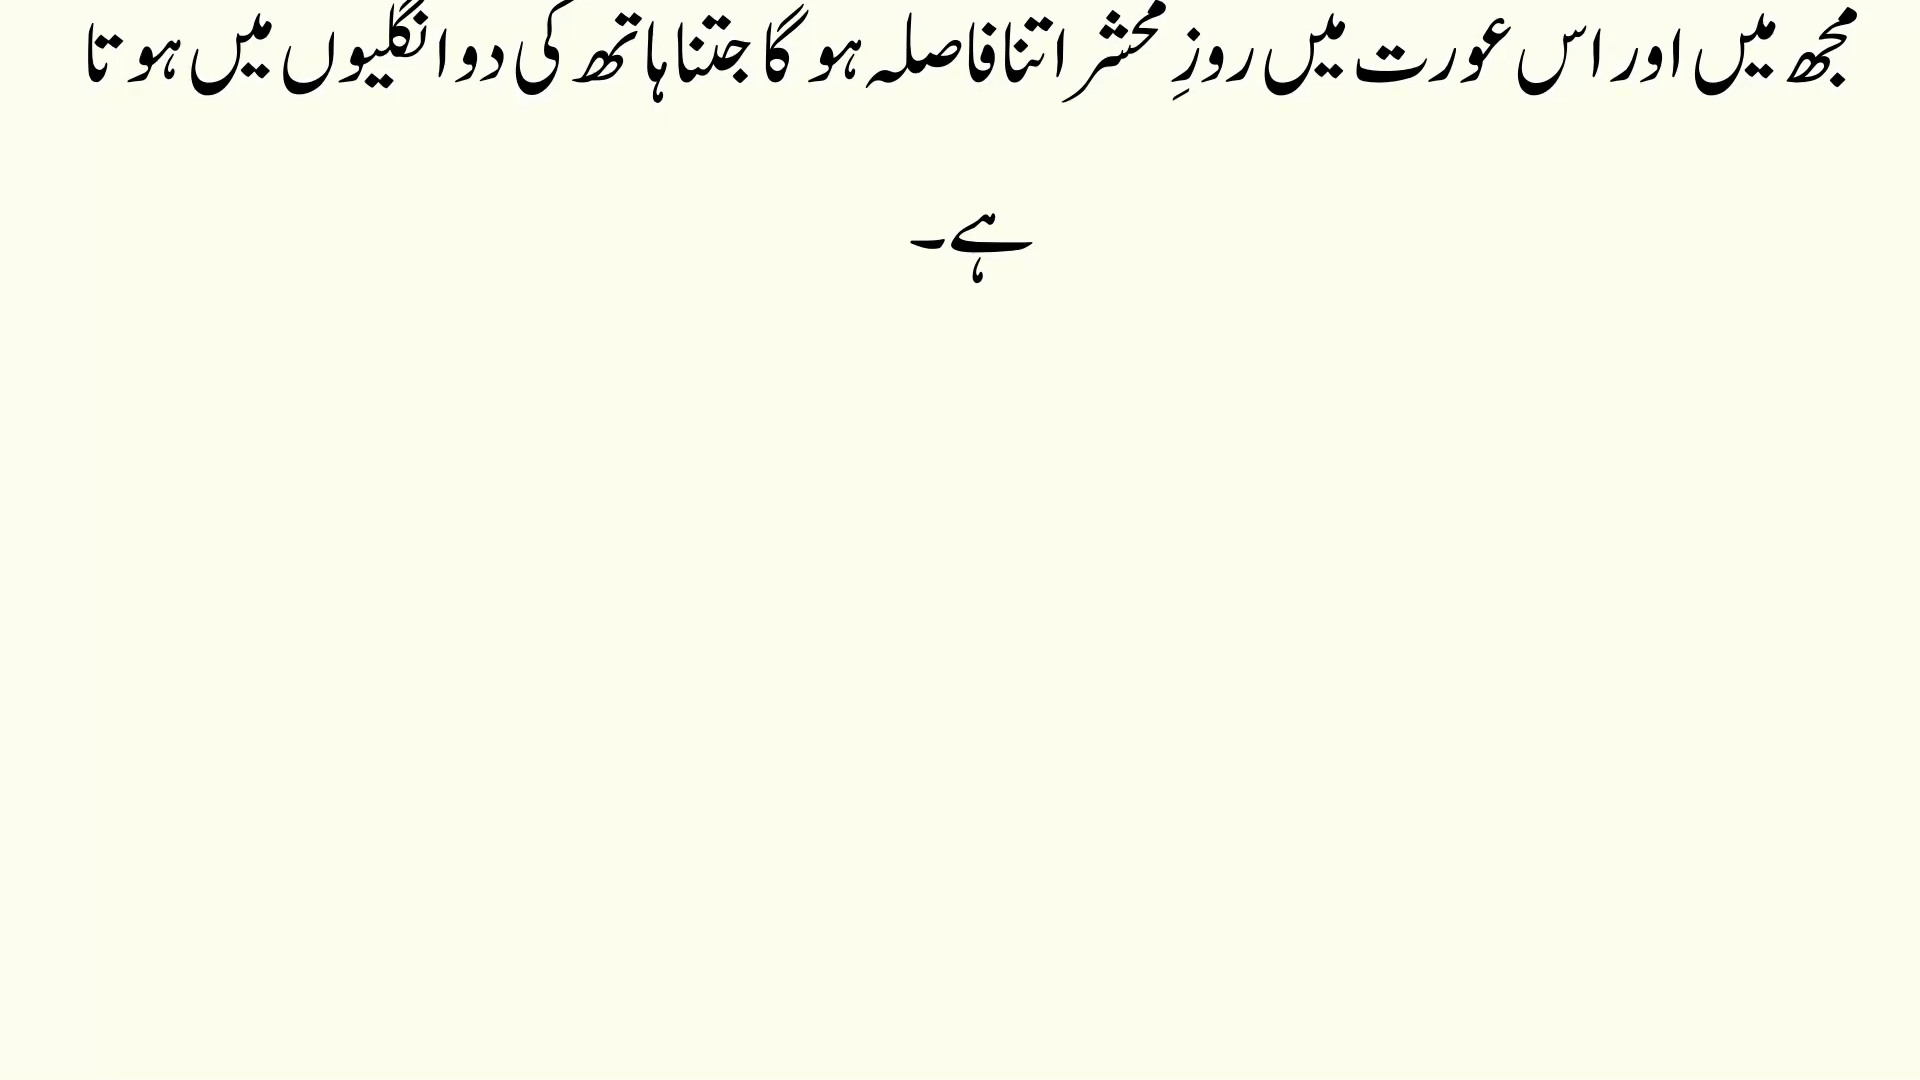 مجھ میں اور اس عورت میں روزِ محشر اتنا فاصلہ ہو گا جتنا ہاتھ کی دو انگلیوں میں ہوتا
ہے۔